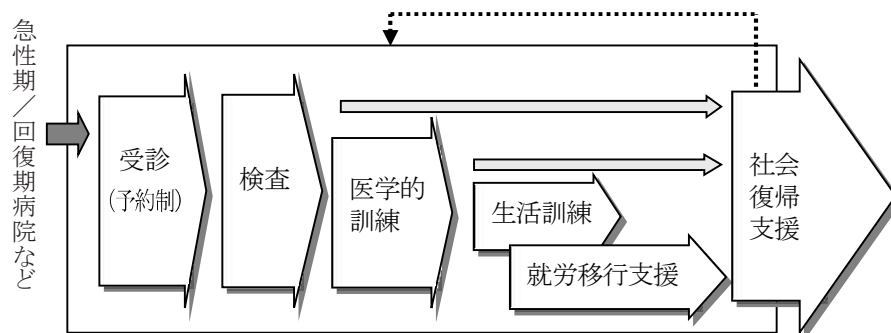 急性期／回復期病院など
受診
(予約制)
検査
医学的
訓練
生活訓練
就労移行支援
社会
復帰
支援